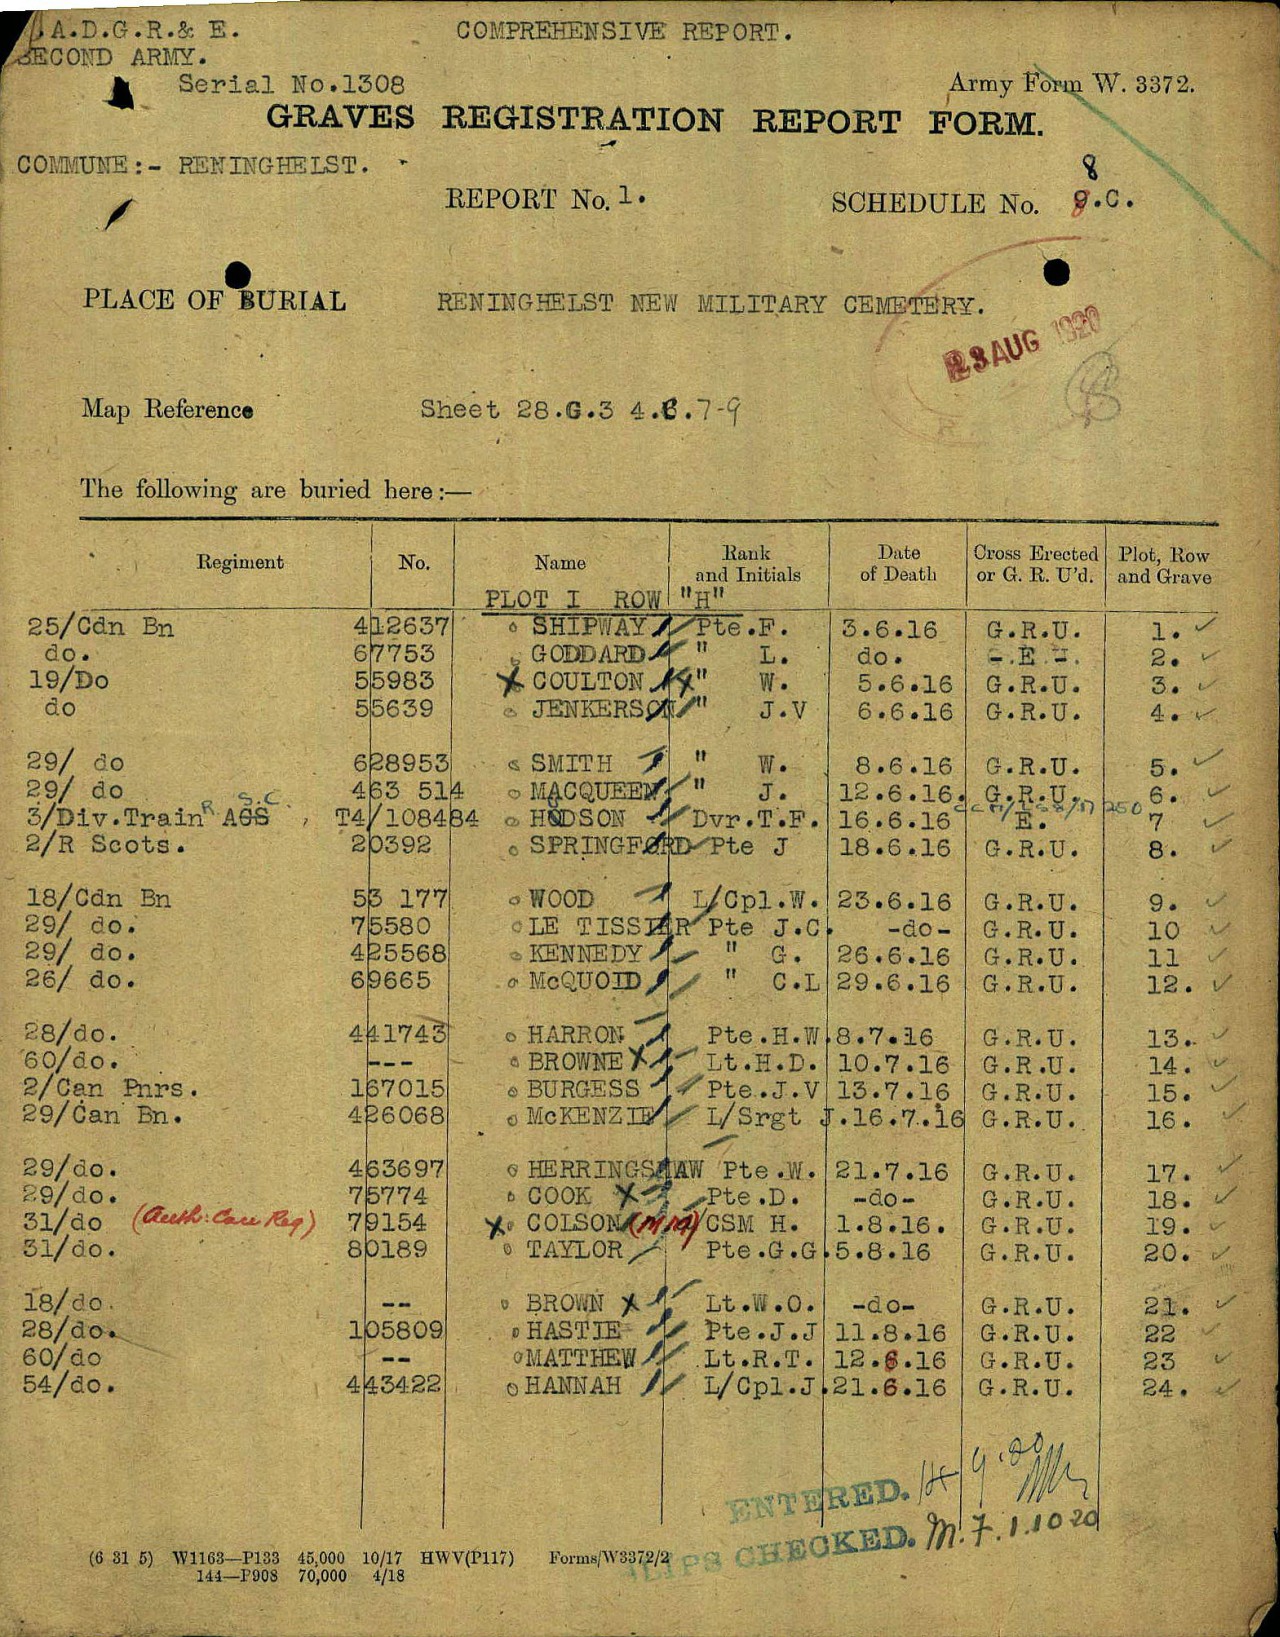 A.D.G.R.& E. COMPREHENSIVE REPORT.
SECOND ARMY.
Serial No.1308 Army Form W. 3372.
GRAVES REGISTRATION REPORT FORM.
COMMUNE:- RENINGHELST.
8
REPORT No. 1. SCHEDULE No. .C.
PLACE OF BURIAL RENINGHELST NEW MILITARY CEMETERY.
23 AUG 1920
Map Reference Sheet 28.G.3 4.C.7-9
The following are buried here:—
Regiment No. Name Rank and Initials Date of Death Cross Erected or G. R. U'd. Plot, Row and Grave
PLOT I ROW "H"
25/Cdn Bn 412637 SHIPWAY Pte.F. 3.6.16 G.R.U. 1.
do. 67753 GODDARD " L. do. -.E -. 2.
19/Do 55983 X COULTON X " W. 5.6.16 G.R.U. 3.
do 55639 JENKERSON " J.V 6.6.16 G.R.U. 4.
29/ do 628953 SMITH " W. 8.6.16 G.R.U. 5.
29/ do 463 514 MACQUEEN " J. 12.6.16. G.R.U. 6.
3/Div.Train R AGS S.C. T4/108484 HUDSON Dvr.T.F. 16.6.16 E. 7
2/R Scots. 20392 SPRINGFORD Pte J 18.6.16 G.R.U. 8.
18/Cdn Bn 53 177 WOOD L/Cpl.W. 23.6.16 G.R.U. 9.
29/ do. 75580 LE TISSIER Pte J.C. -do- G.R.U. 10
29/ do. 425568 KENNEDY " G. 26.6.16 G.R.U. 11
26/ do. 69665 McQUOID " C.L 29.6.16 G.R.U. 12.
28/do. 441743 HARRON Pte.H.W. 8.7.16 G.R.U. 13.
60/do. --- BROWNE X Lt.H.D. 10.7.16 G.R.U. 14.
2/Can Pnrs. 167015 BURGESS Pte.J.V 13.7.16 G.R.U. 15.
29/Can Bn. 426068 McKENZIE L/Srgt J. 16.7.16 G.R.U. 16.
29/do. 463697 HERRINGSHAW Pte.W. 21.7.16 G.R.U. 17.
29/do. 75774 COOK X Pte.D. -do- G.R.U. 18.
31/do (Auth: Can Reg) 79154 X COLSON (MM) CSM H. 1.8.16. G.R.U. 19.
31/do. 80189 TAYLOR Pte.G.G. 5.8.16 G.R.U. 20.
18/do. -- BROWN X Lt.W.O. -do- G.R.U. 21.
28/do. 105809 HASTIE Pte.J.J 11.8.16 G.R.U. 22
60/do -- MATTHEW Lt.R.T. 12.8.16 G.R.U. 23
54/do. 443422 HANNAH L/Cpl.J. 21.8.16 G.R.U. 24.
ENTERED.
SLIPS CHECKED. M.F. 1.10 20
(6 31 5) W1163—P133 45,000 10/17 HWV(P117) Forms/W3372/2
144—P908 70,000 4/18